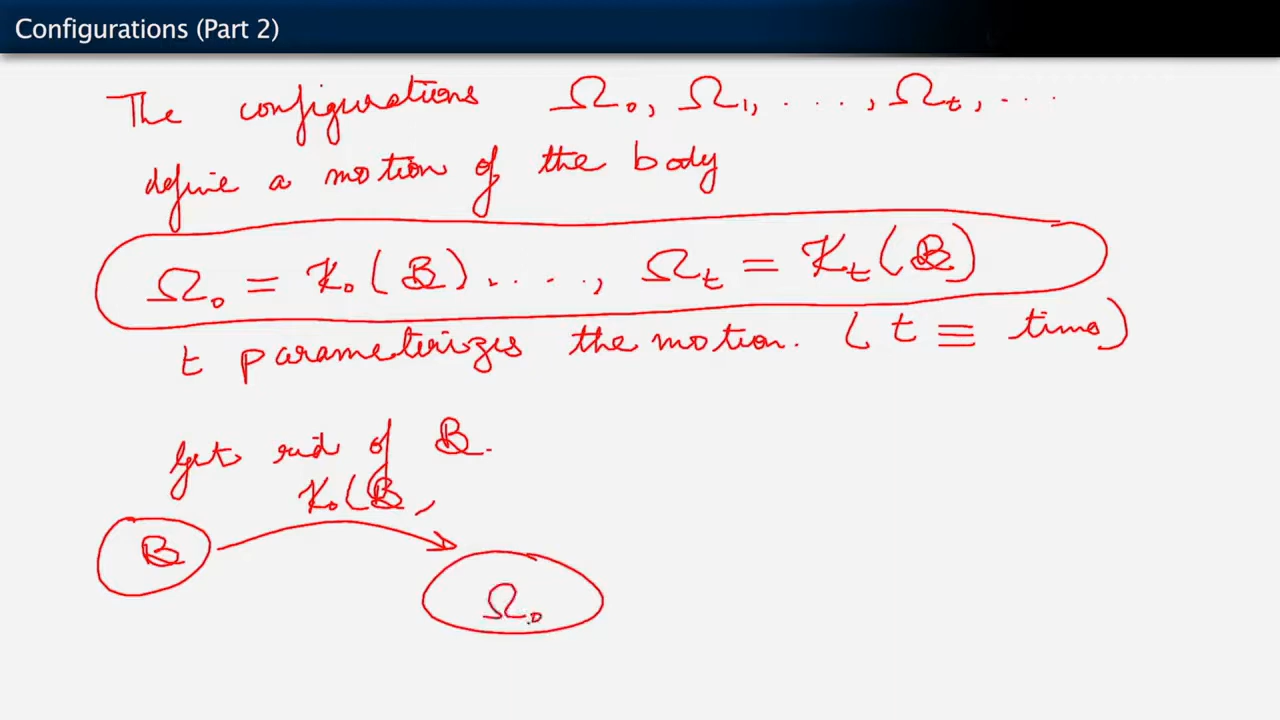 Configurations (Part 2)
The configurations Ω₀, Ω₁, . . . ., Ωₜ, . . .
define a motion of the body
Ω₀ = 𝒦₀(𝔹). . . ., Ωₜ = 𝒦ₜ(𝔹)
t parameterizes the motion. (t ≡ time)
Get rid of 𝔹.
𝒦₀(𝔹,
𝔹
Ω₀